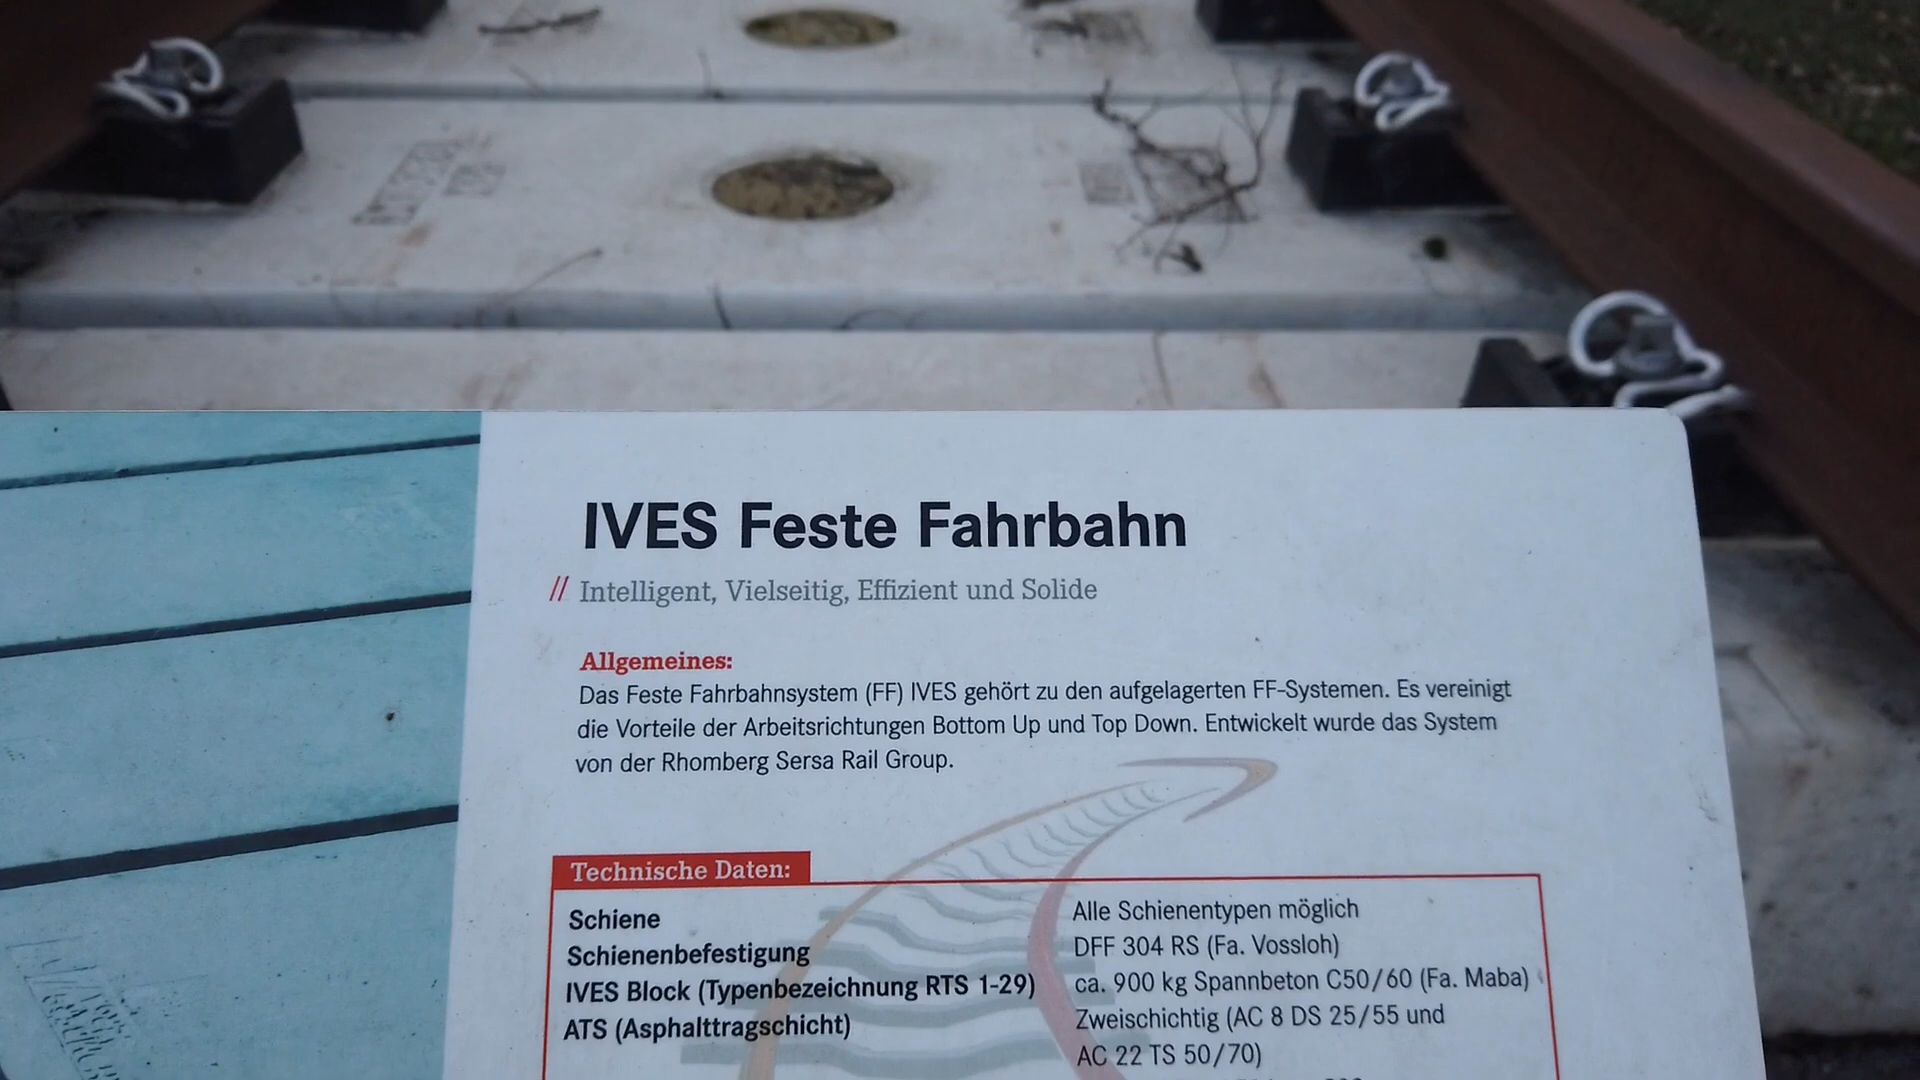 IVES Feste Fahrbahn
// Intelligent, Vielseitig, Effizient und Solide
Allgemeines:
Das Feste Fahrbahnsystem (FF) IVES gehört zu den aufgelagerten FF-Systemen. Es vereinigt
die Vorteile der Arbeitsrichtungen Bottom Up und Top Down. Entwickelt wurde das System
von der Rhomberg Sersa Rail Group.
Technische Daten:
Schiene Alle Schienentypen möglich
Schienenbefestigung DFF 304 RS (Fa. Vossloh)
IVES Block (Typenbezeichnung RTS 1-29) ca. 900 kg Spannbeton C50/60 (Fa. Maba)
ATS (Asphalttragschicht) Zweischichtig (AC 8 DS 25/55 und
AC 22 TS 50/70)